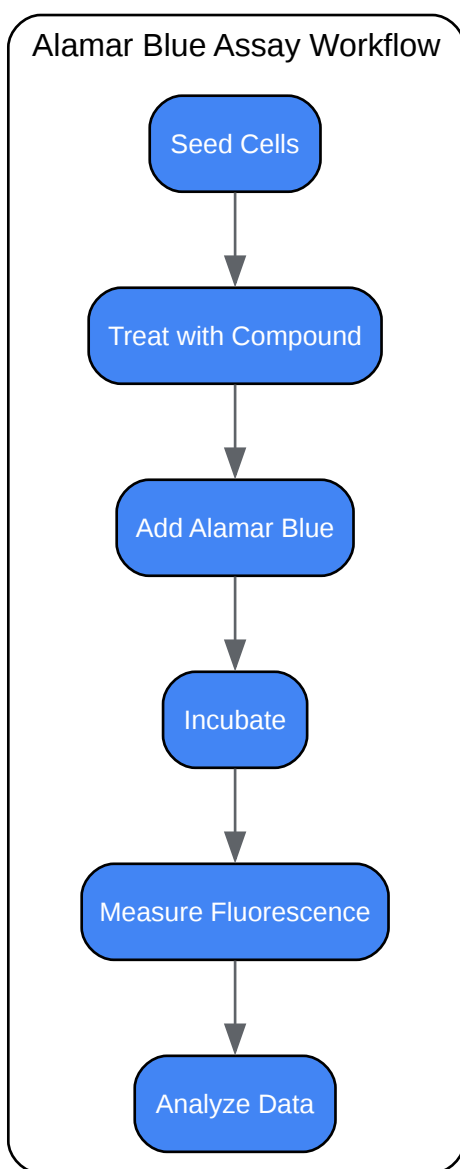 Alamar Blue Assay Workflow
Seed Cells
Treat with Compound
Add Alamar Blue
Incubate
Measure Fluorescence
Analyze Data